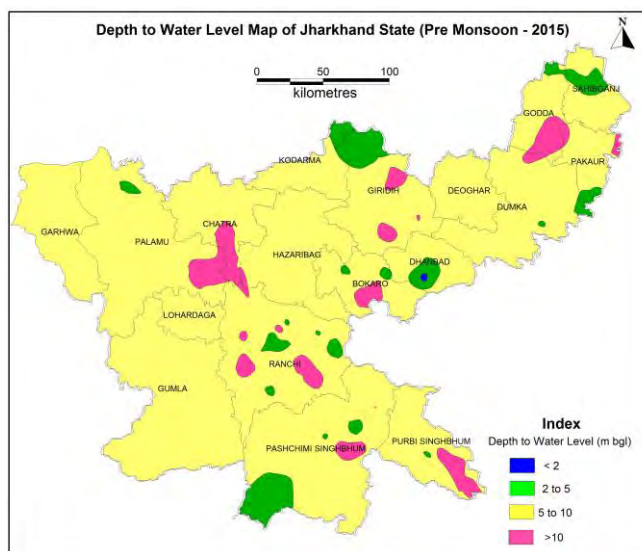 Depth to Water Level Map of Jharkhand State (Pre Monsoon - 2015)
N
0 50 100
kilometres
SAHIBGANJ
GODDA
PAKAUR
KODARMA
GIRIDIH
DEOGHAR
DUMKA
GARHWA
PALAMU
CHATRA
HAZARIBAG
DHANBAD
BOKARO
LOHARDAGA
RANCHI
GUMLA
PASHCHIMI SINGHBHUM
PURBI SINGHBHUM
Index
Depth to Water Level (m bgl)
< 2
2 to 5
5 to 10
>10